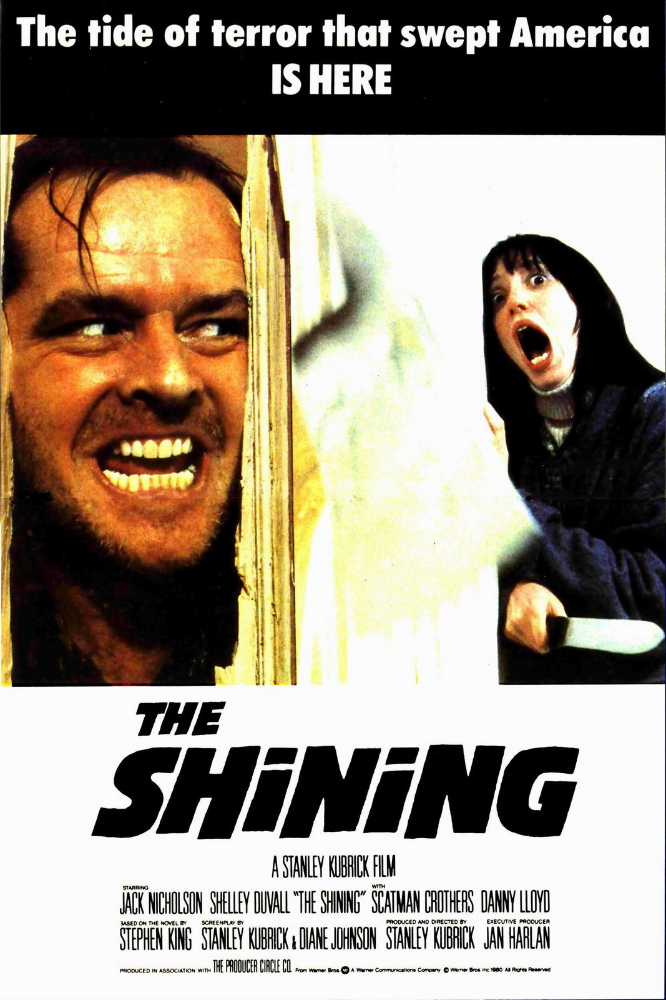 The tide of terror that swept America
IS HERE
THE
SHiNiNG
A STANLEY KUBRICK FILM
STARRING WITH
JACK NICHOLSON SHELLEY DUVALL "THE SHINING" SCATMAN CROTHERS DANNY LLOYD
BASED ON THE NOVEL BY SCREENPLAY BY PRODUCED AND DIRECTED BY EXECUTIVE PRODUCER
STEPHEN KING STANLEY KUBRICK & DIANE JOHNSON STANLEY KUBRICK JAN HARLAN
PRODUCED IN ASSOCIATION WITH THE PRODUCER CIRCLE CO. From Warner Bros. W A Warner Communications Company © Warner Bros. Inc 1980 All Rights Reserved